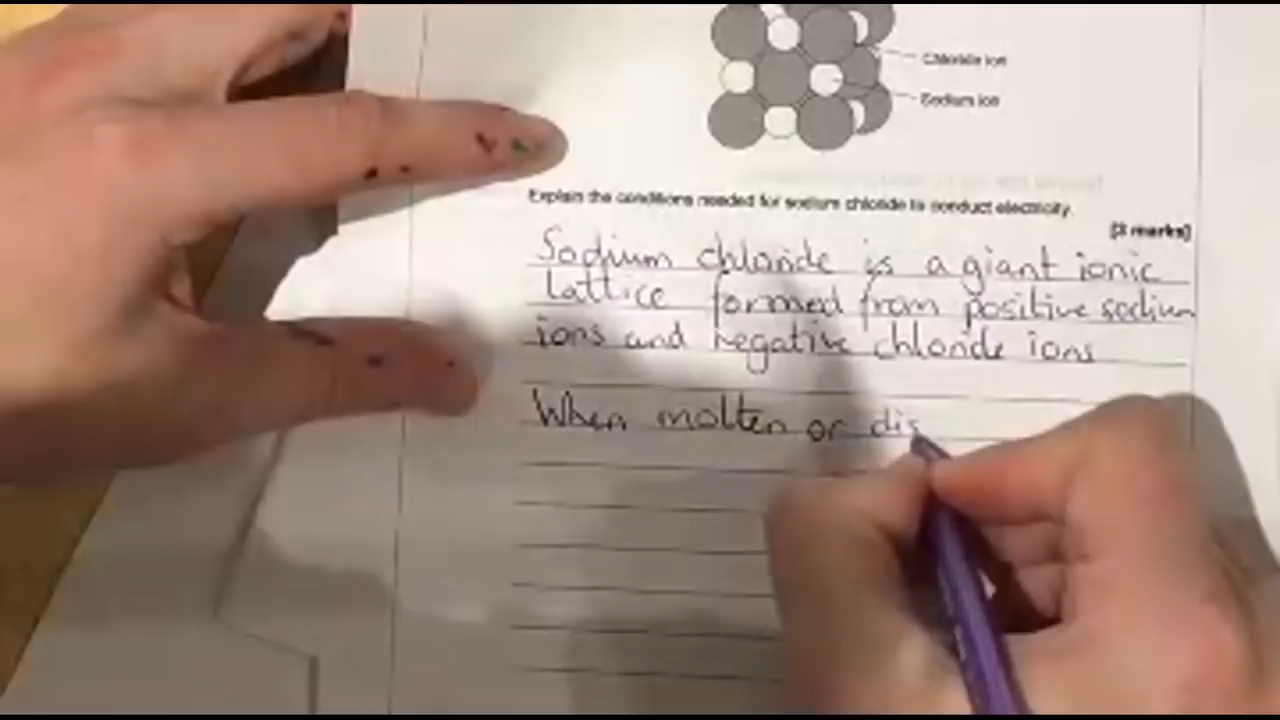 Chloride ion
Sodium ion
Explain the conditions needed for sodium chloride to conduct electricity.
[3 marks]
Sodium chloride is a giant ionic
lattice formed from positive sodium
ions and negative chloride ions
When molten or dis